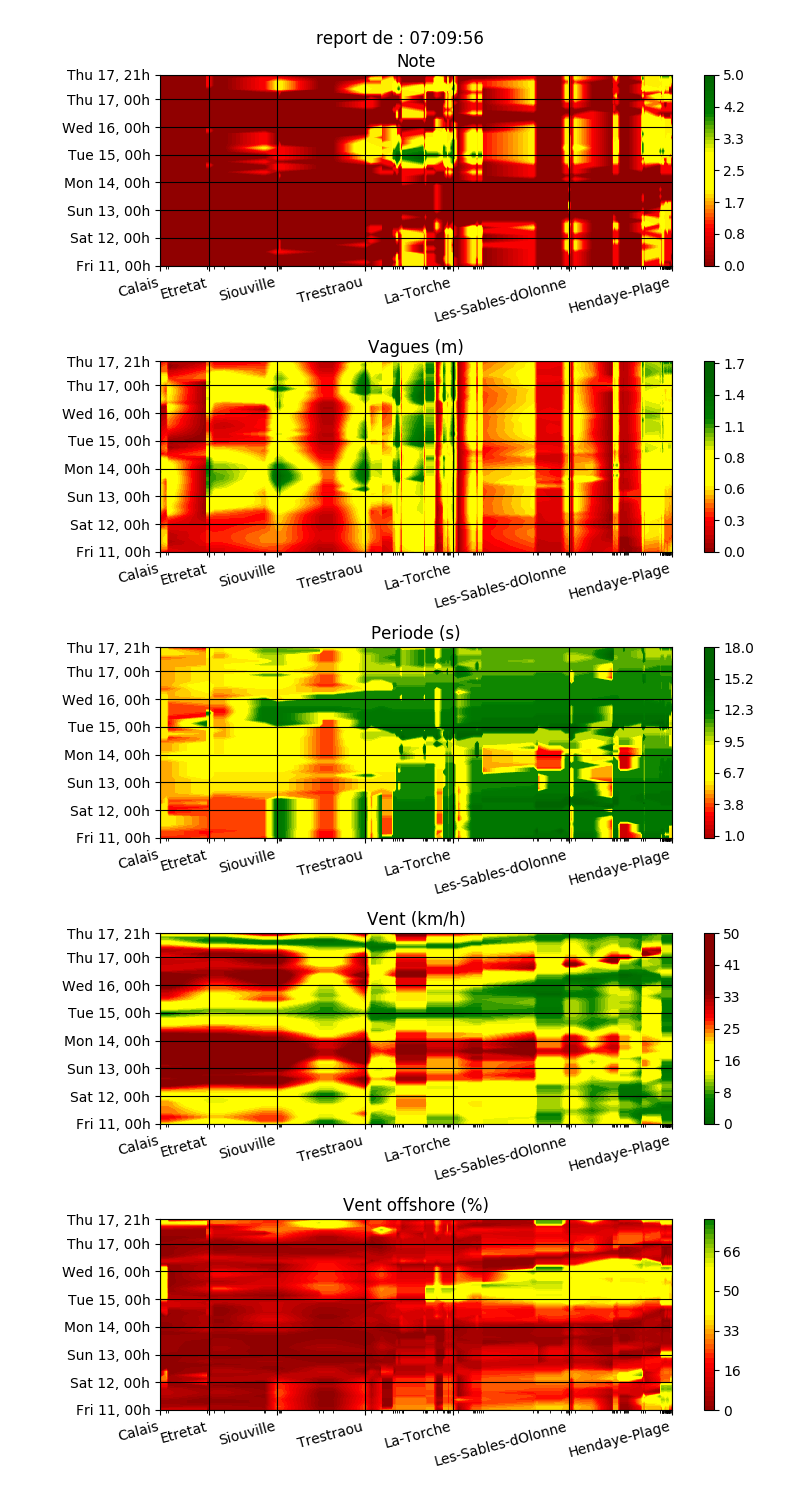 report de : 07:09:56
Note
Thu 17, 21h
Thu 17, 00h
Wed 16, 00h
Tue 15, 00h
Mon 14, 00h
Sun 13, 00h
Sat 12, 00h
Fri 11, 00h
Calais
Etretat
Siouville
Trestraou
La-Torche
Les-Sables-dOlonne
Hendaye-Plage
5.0
4.2
3.3
2.5
1.7
0.8
0.0
Vagues (m)
Thu 17, 21h
Thu 17, 00h
Wed 16, 00h
Tue 15, 00h
Mon 14, 00h
Sun 13, 00h
Sat 12, 00h
Fri 11, 00h
Calais
Etretat
Siouville
Trestraou
La-Torche
Les-Sables-dOlonne
Hendaye-Plage
1.7
1.4
1.1
0.8
0.6
0.3
0.0
Periode (s)
Thu 17, 21h
Thu 17, 00h
Wed 16, 00h
Tue 15, 00h
Mon 14, 00h
Sun 13, 00h
Sat 12, 00h
Fri 11, 00h
Calais
Etretat
Siouville
Trestraou
La-Torche
Les-Sables-dOlonne
Hendaye-Plage
18.0
15.2
12.3
9.5
6.7
3.8
1.0
Vent (km/h)
Thu 17, 21h
Thu 17, 00h
Wed 16, 00h
Tue 15, 00h
Mon 14, 00h
Sun 13, 00h
Sat 12, 00h
Fri 11, 00h
Calais
Etretat
Siouville
Trestraou
La-Torche
Les-Sables-dOlonne
Hendaye-Plage
50
41
33
25
16
8
0
Vent offshore (%)
Thu 17, 21h
Thu 17, 00h
Wed 16, 00h
Tue 15, 00h
Mon 14, 00h
Sun 13, 00h
Sat 12, 00h
Fri 11, 00h
Calais
Etretat
Siouville
Trestraou
La-Torche
Les-Sables-dOlonne
Hendaye-Plage
66
50
33
16
0